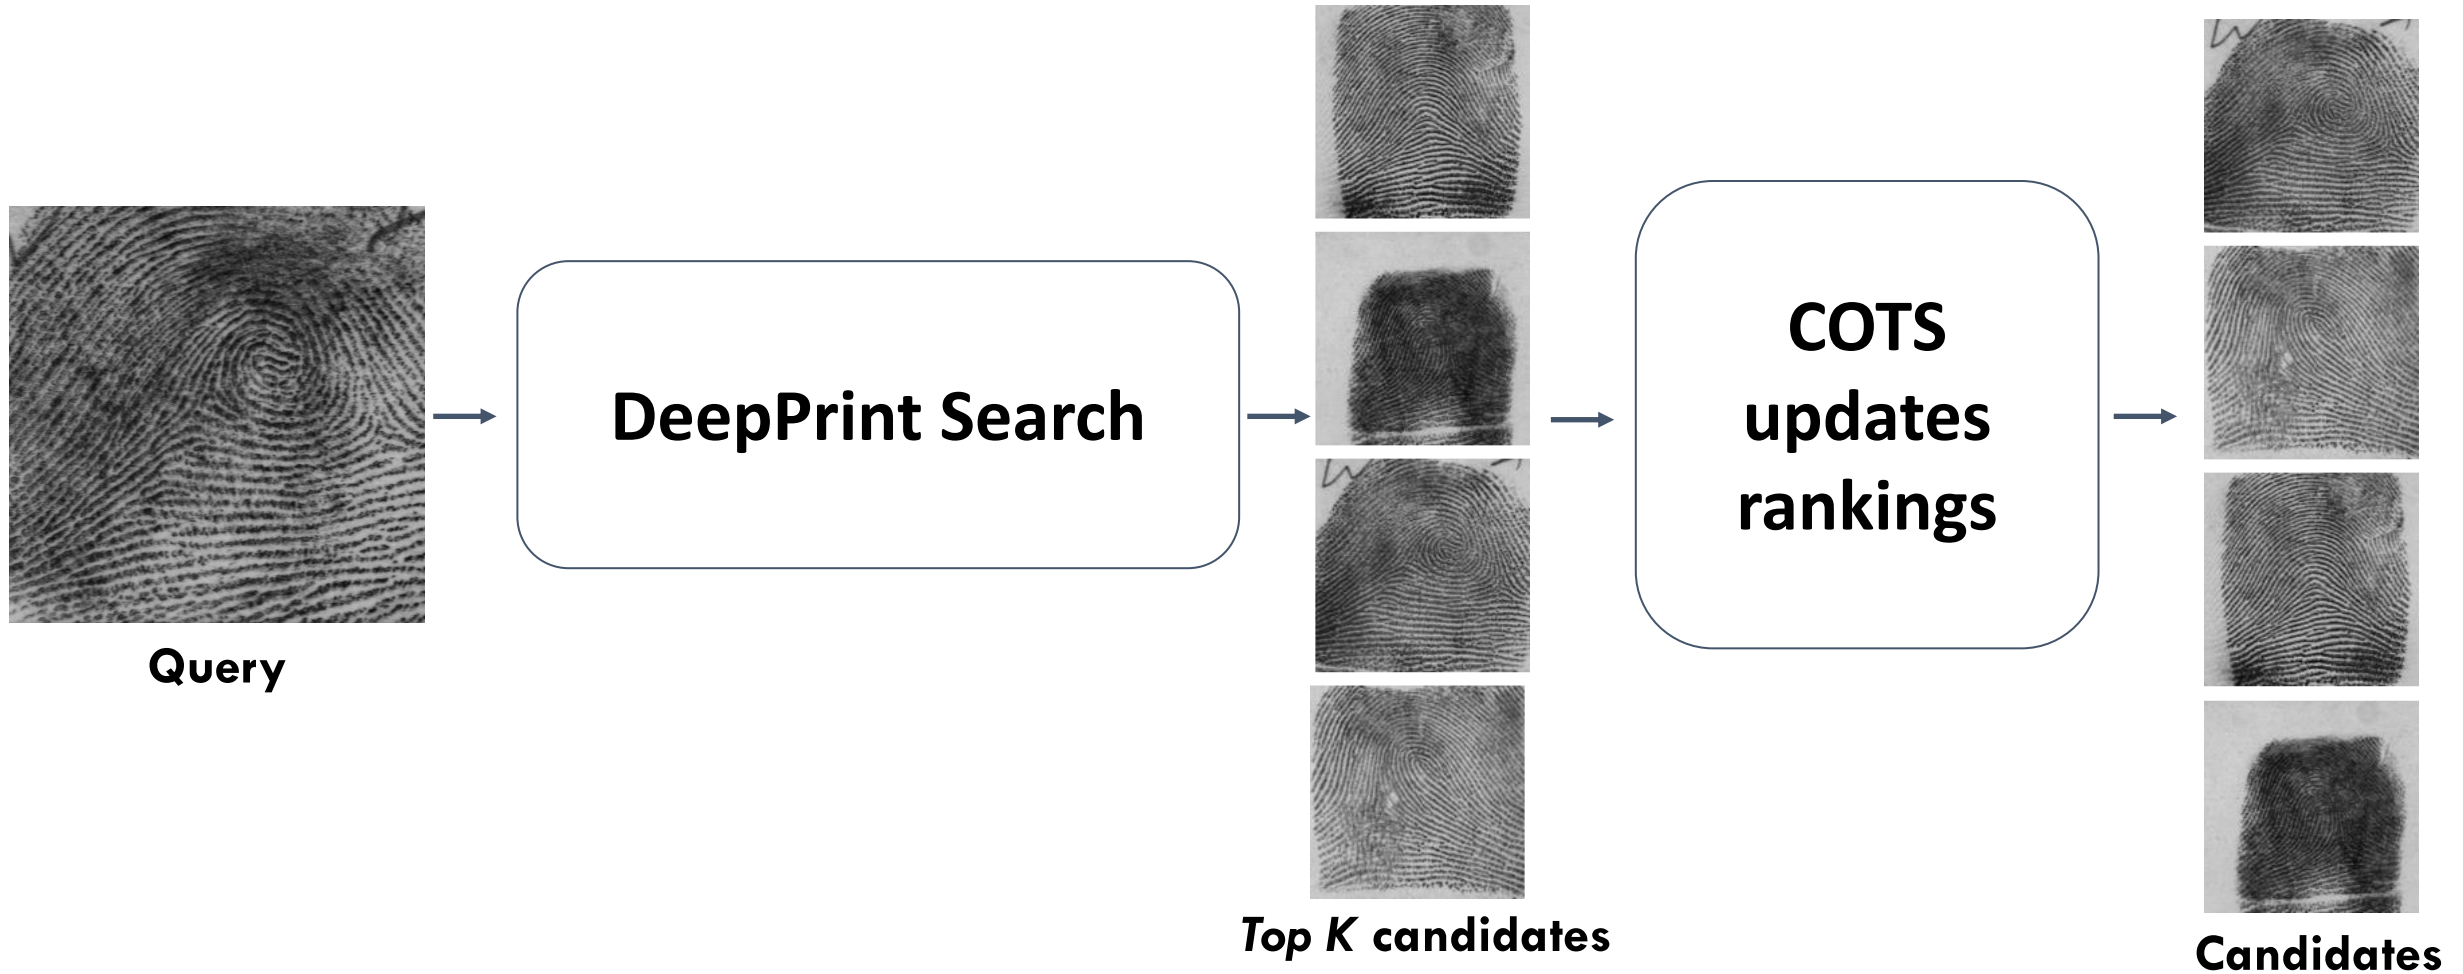 Query
DeepPrint Search
Top K candidates
COTS
updates
rankings
Candidates